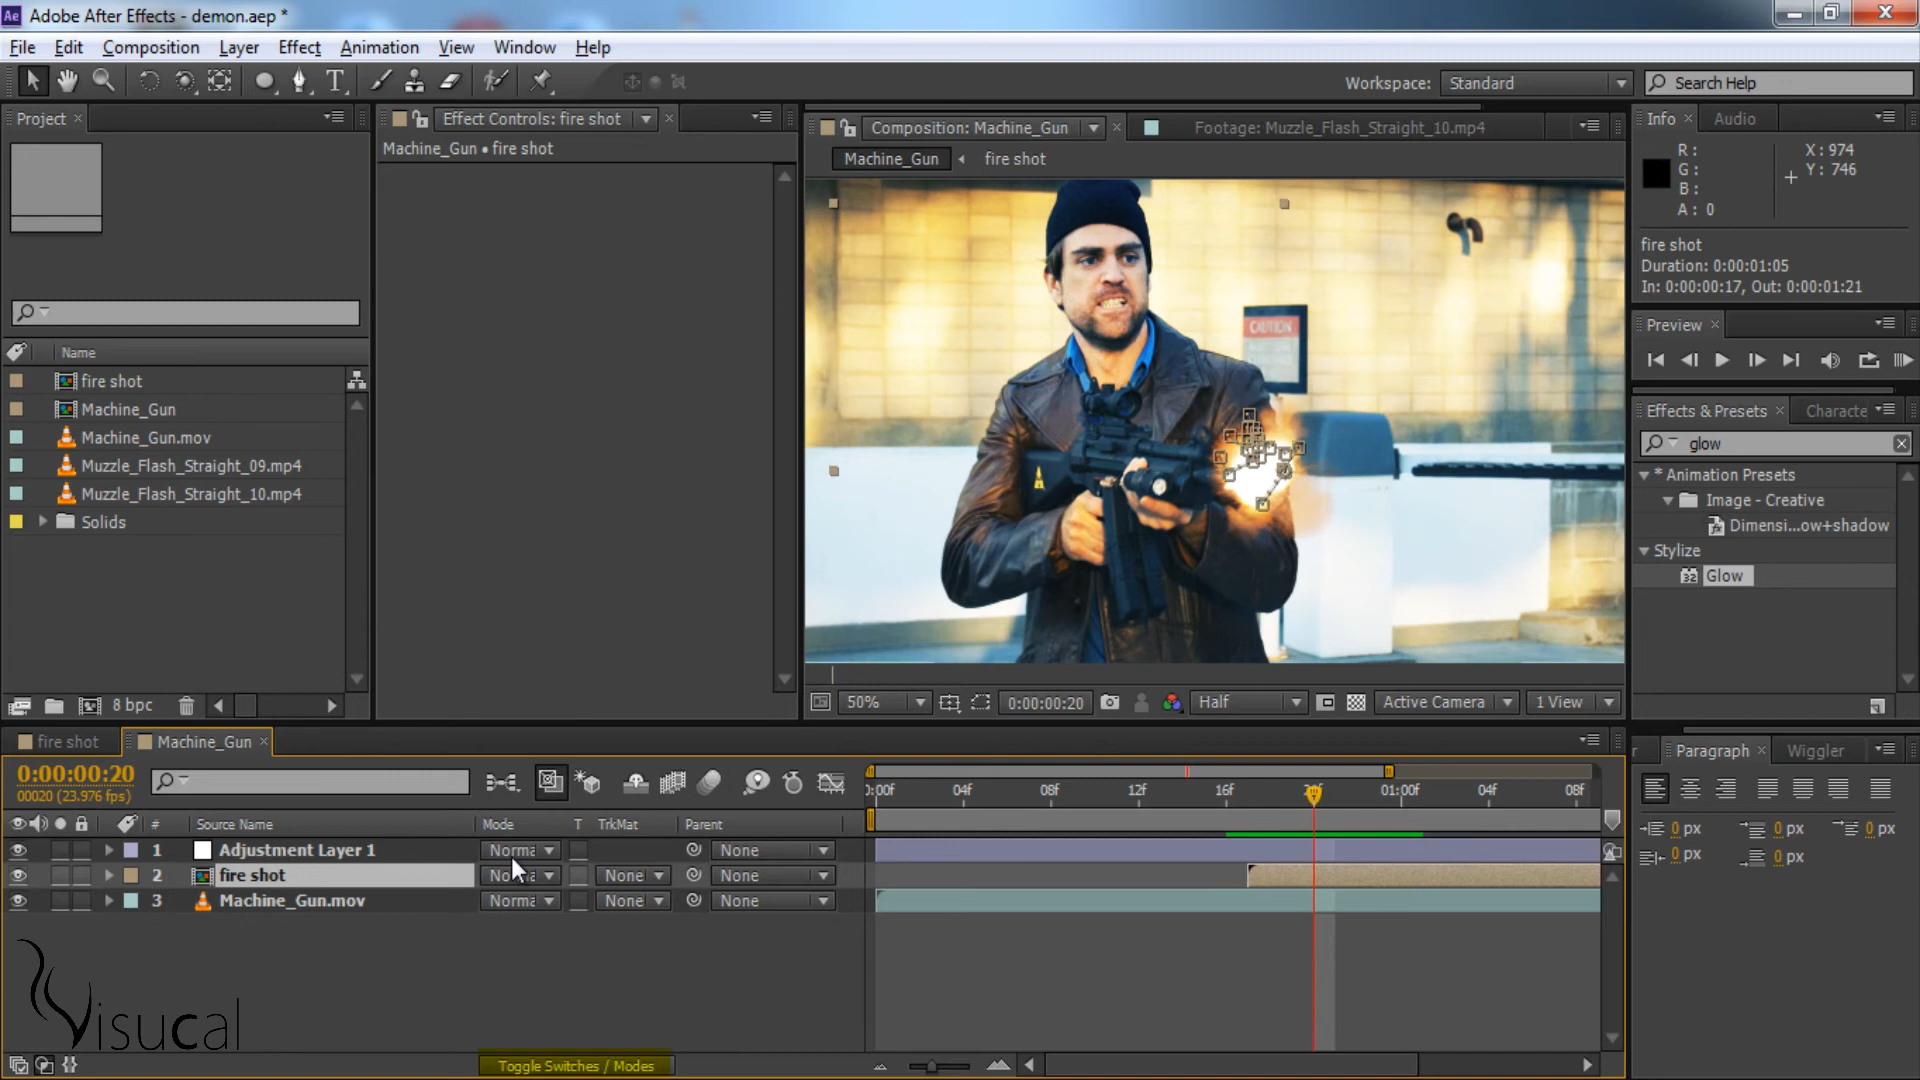 Ae Adobe After Effects - demon.aep *
File Edit Composition Layer Effect Animation View Window Help
T Workspace: Standard Search Help
Project × Effect Controls: fire shot × Composition: Machine_Gun × Footage: Muzzle_Flash_Straight_10.mp4 Info × Audio
Machine_Gun • fire shot
Machine_Gun fire shot
R: X: 974
G: Y: 746
B:
A: 0
fire shot
Duration: 0:00:01:05
In: 0:00:00:17, Out: 0:00:01:21
CAUTION
Preview ×
Name
fire shot
Machine_Gun
Machine_Gun.mov
Muzzle_Flash_Straight_09.mp4
Muzzle_Flash_Straight_10.mp4
Solids
Effects & Presets × Characte
glow
* Animation Presets
Image - Creative
Dimensi...ow+shadow
Stylize
32 Glow
8 bpc
50% 0:00:00:20 Half Active Camera 1 View
fire shot Machine_Gun ×
r Paragraph × Wiggler
0:00:00:20
00020 (23.976 fps)
0:00f 04f 08f 12f 16f 01:00f 04f 08f
0 px 0 px 0 px
0 px 0 px
# Source Name Mode T TrkMat Parent
1 Adjustment Layer 1 Norma None
2 fire shot Norma None None
3 Machine_Gun.mov Norma None None
Visucal
Toggle Switches / Modes